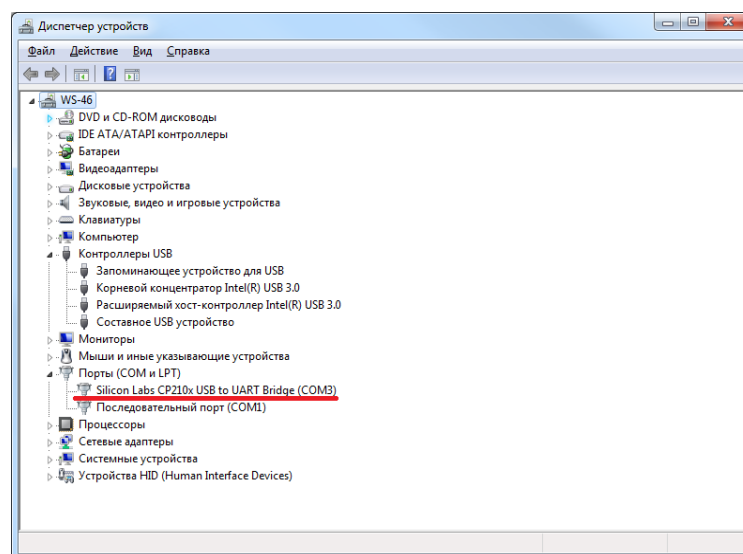 Диспетчер устройств
Файл Действие Вид Справка
WS-46
DVD и CD-ROM дисководы
IDE ATA/ATAPI контроллеры
Батареи
Видеоадаптеры
Дисковые устройства
Звуковые, видео и игровые устройства
Клавиатуры
Компьютер
Контроллеры USB
Запоминающее устройство для USB
Корневой концентратор Intel(R) USB 3.0
Расширяемый хост-контроллер Intel(R) USB 3.0
Составное USB устройство
Мониторы
Мыши и иные указывающие устройства
Порты (COM и LPT)
Silicon Labs CP210x USB to UART Bridge (COM3)
Последовательный порт (COM1)
Процессоры
Сетевые адаптеры
Системные устройства
Устройства HID (Human Interface Devices)